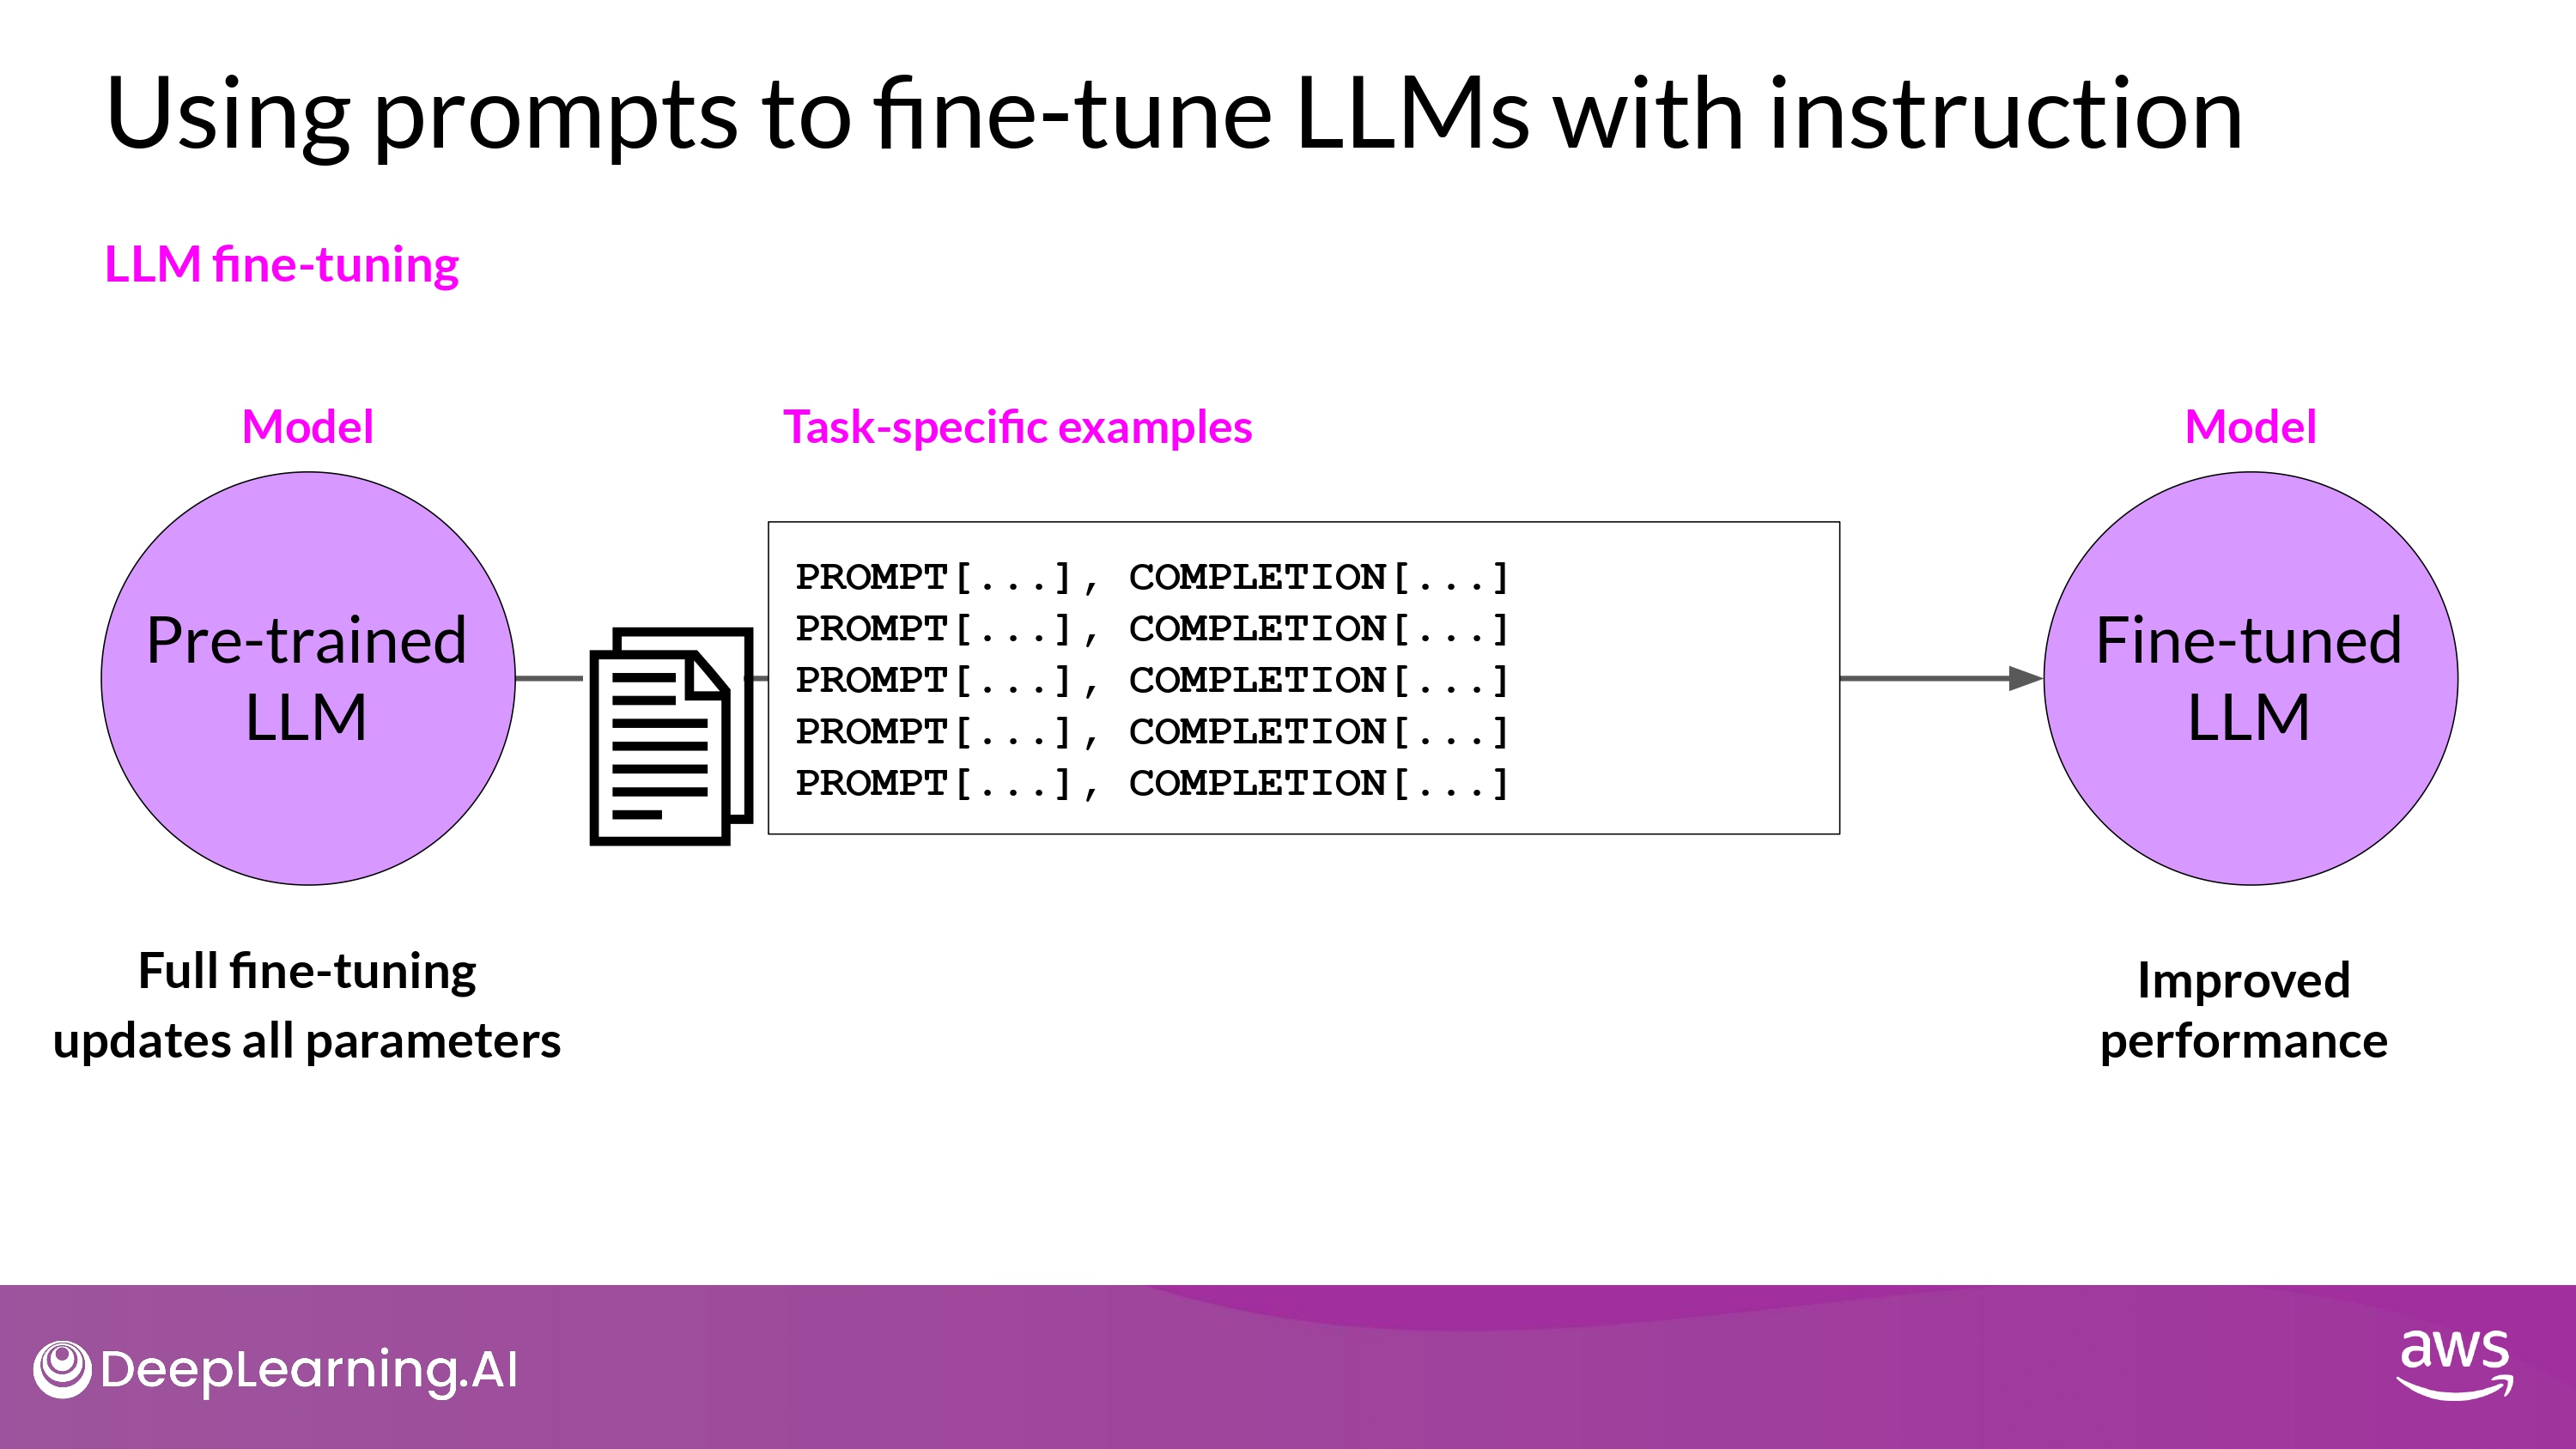 Using prompts to fine-tune LLMs with instruction
LLM fine-tuning
Model
Pre-trained
LLM
Full fine-tuning
updates all parameters
Task-specific examples
PROMPT[...], COMPLETION[...]
PROMPT[...], COMPLETION[...]
PROMPT[...], COMPLETION[...]
PROMPT[...], COMPLETION[...]
PROMPT[...], COMPLETION[...]
Model
Fine-tuned
LLM
Improved
performance
DeepLearning.AI
aws